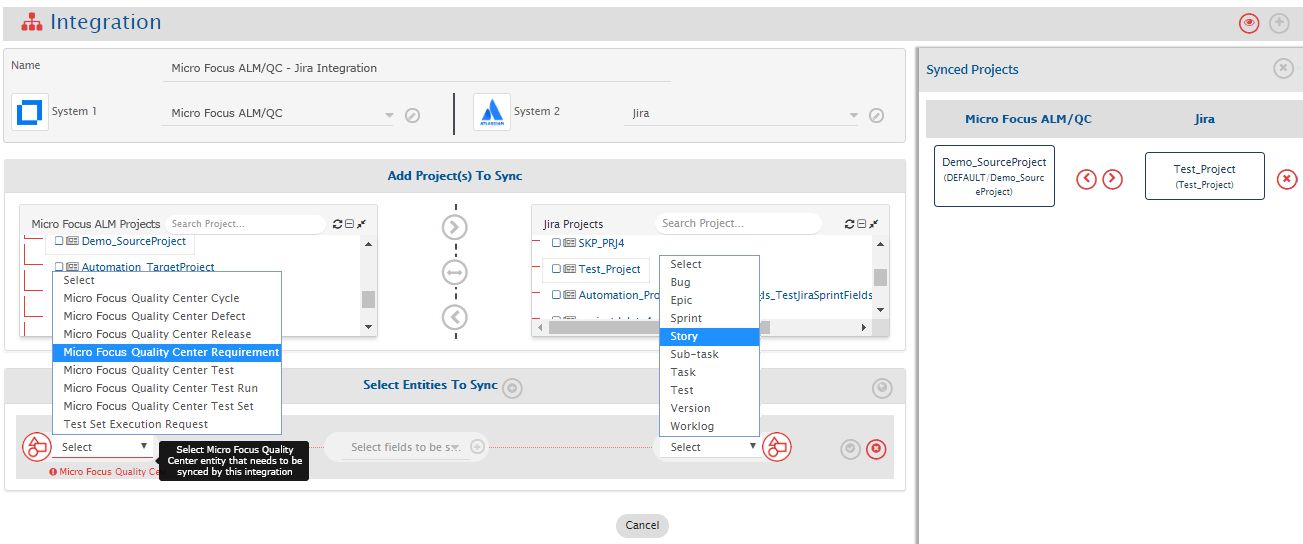 Integration
Name
Micro Focus ALM/QC - Jira Integration
System 1
Micro Focus ALM/QC
ATLASSIAN
System 2
Jira
Add Project(s) To Sync
Micro Focus ALM Projects
Search Project...
Demo_SourceProject
Automation_TargetProject
Select
Micro Focus Quality Center Cycle
Micro Focus Quality Center Defect
Micro Focus Quality Center Release
Micro Focus Quality Center Requirement
Micro Focus Quality Center Test
Micro Focus Quality Center Test Run
Micro Focus Quality Center Test Set
Test Set Execution Request
Jira Projects
Search Project...
SKP_PRJ4
Test_Project
Automation_Pro
ls_TestJiraSprintFields
Select
Bug
Epic
Sprint
Story
Sub-task
Task
Test
Version
Worklog
Select Entities To Sync
Select
Micro Focus Quality Ce
Select Micro Focus Quality
Center entity that needs to be
synced by this integration
Select fields to be s...
Select
Cancel
Synced Projects
Micro Focus ALM/QC
Jira
Demo_SourceProject
(DEFAULT/Demo_Sourc
eProject)
Test_Project
(Test_Project)